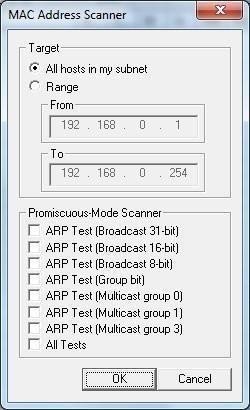 MAC Address Scanner
Target
All hosts in my subnet
Range
From
192 . 168 . 0 . 1
To
192 . 168 . 0 . 254
Promiscuous-Mode Scanner
ARP Test (Broadcast 31-bit)
ARP Test (Broadcast 16-bit)
ARP Test (Broadcast 8-bit)
ARP Test (Group bit)
ARP Test (Multicast group 0)
ARP Test (Multicast group 1)
ARP Test (Multicast group 3)
All Tests
OK
Cancel